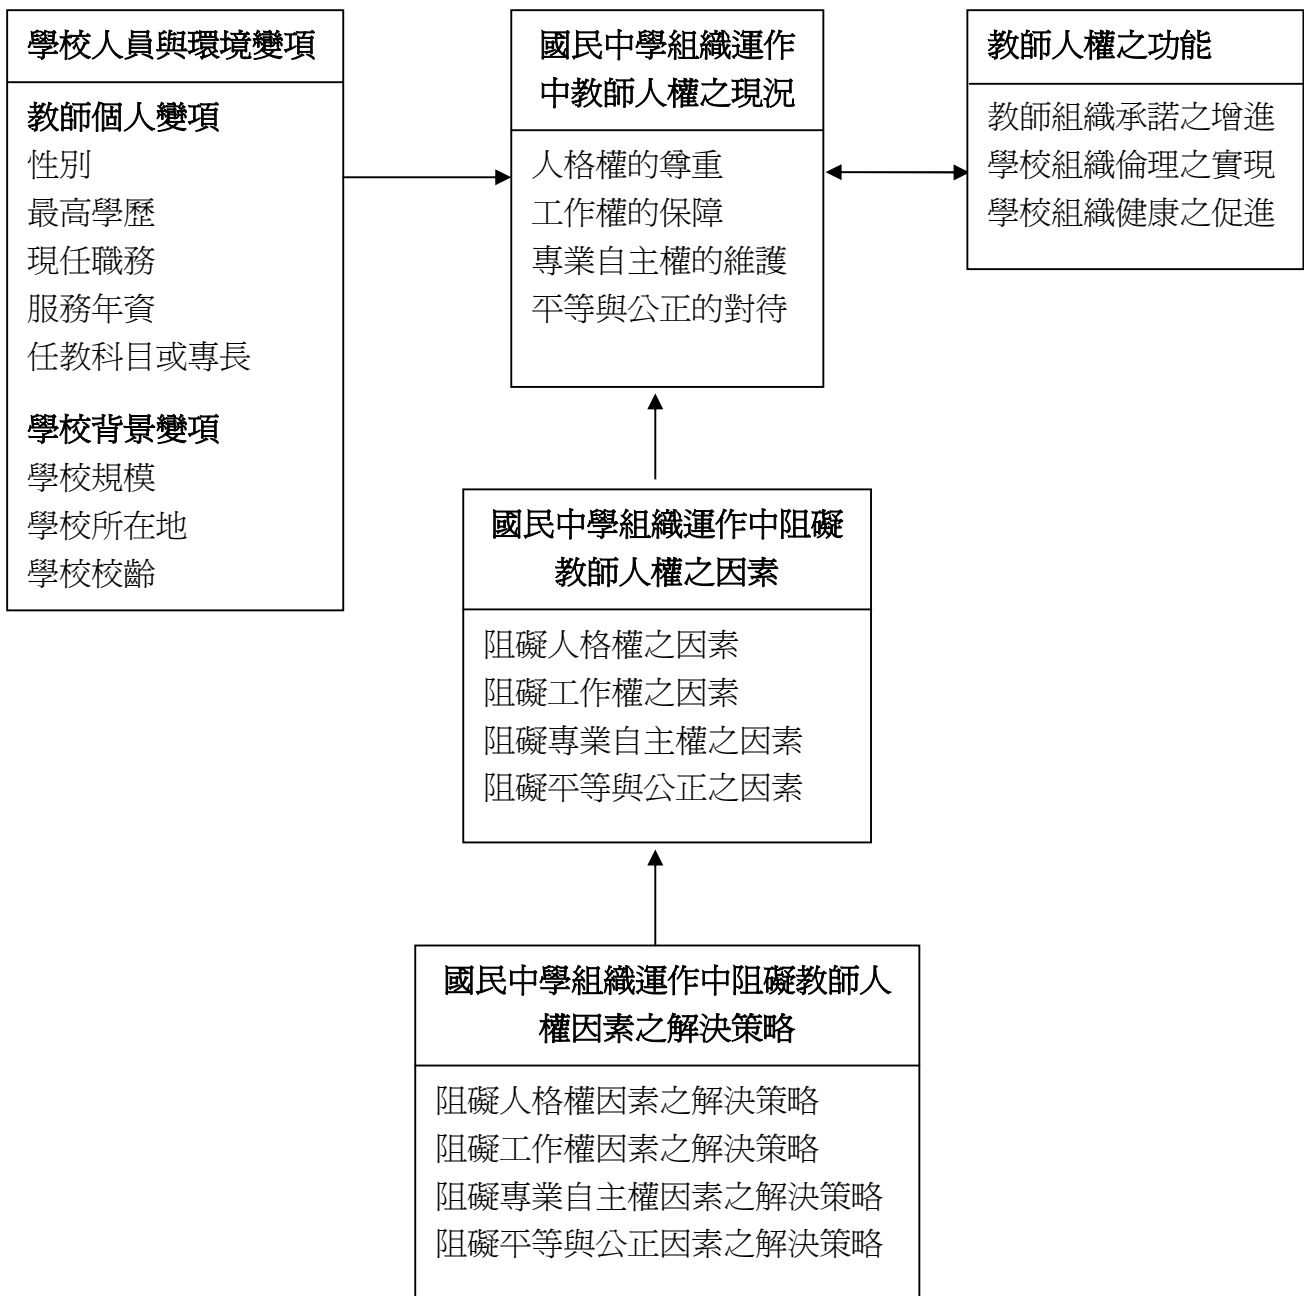 學校人員與環境變項
教師個人變項
性別
最高學歷
現任職務
服務年資
任教科目或專長
學校背景變項
學校規模
學校所在地
學校校齡
國民中學組織運作
中教師人權之現況
人格權的尊重
工作權的保障
專業自主權的維護
平等與公正的對待
教師人權之功能
教師組織承諾之增進
學校組織倫理之實現
學校組織健康之促進
國民中學組織運作中阻礙
教師人權之因素
阻礙人格權之因素
阻礙工作權之因素
阻礙專業自主權之因素
阻礙平等與公正之因素
國民中學組織運作中阻礙教師人
權因素之解決策略
阻礙人格權因素之解決策略
阻礙工作權因素之解決策略
阻礙專業自主權因素之解決策略
阻礙平等與公正因素之解決策略